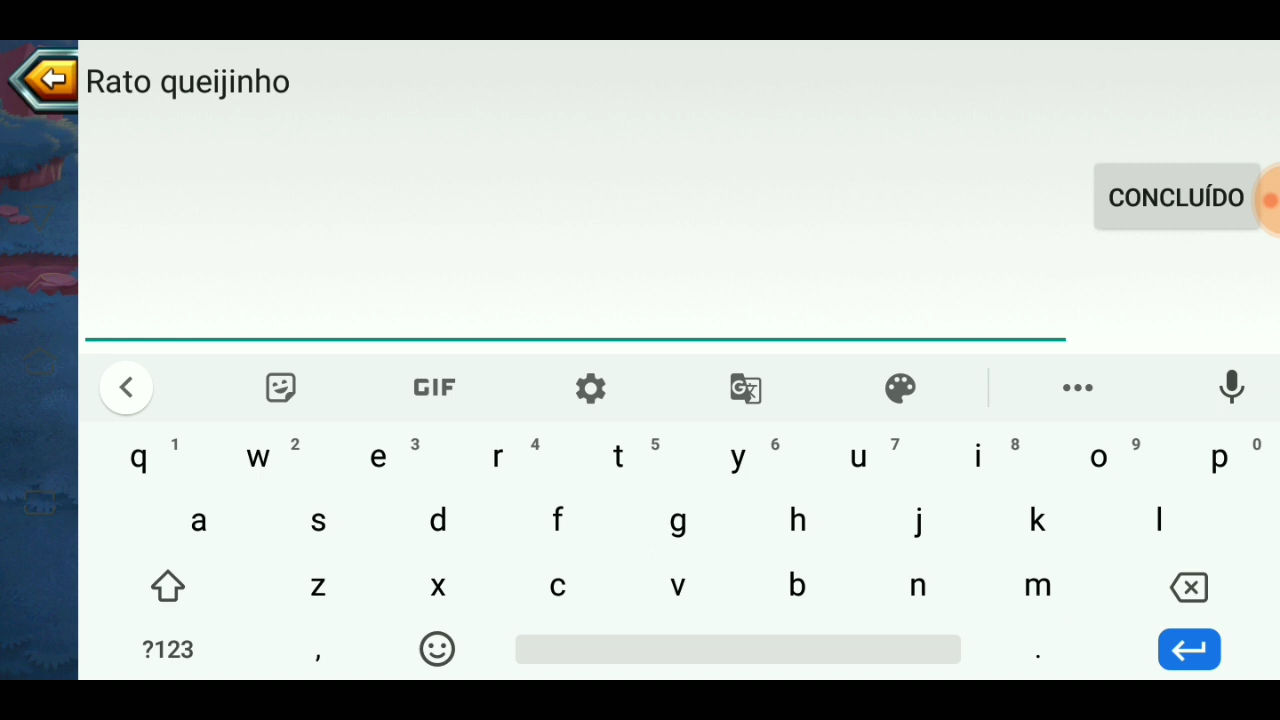 Rato queijinho
CONCLUÍDO
GIF
G
q 1 w 2 e 3 r 4 t 5 y 6 u 7 i 8 o 9 p 0
a s d f g h j k l
z x c v b n m
?123 , .